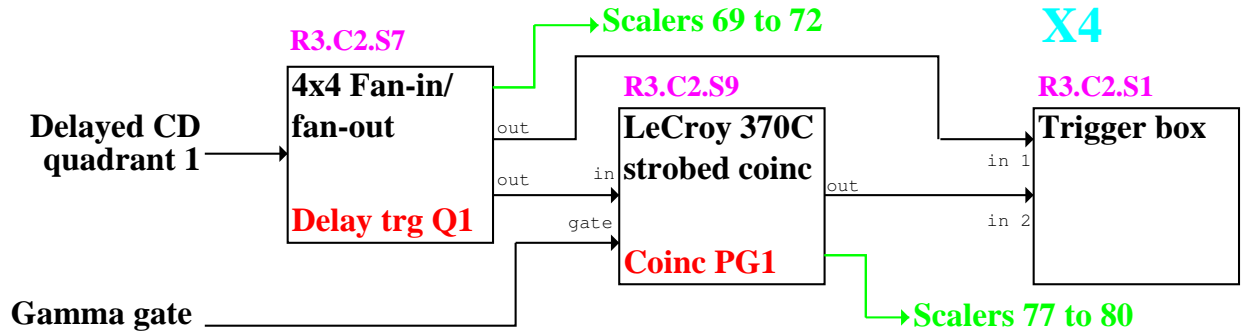 Scalers 69 to 72
X4
R3.C2.S7
4x4 Fan-in/
fan-out
Delay trg Q1
out
out
Delayed CD
quadrant 1
R3.C2.S9
LeCroy 370C
strobed coinc
Coinc PG1
in
gate
out
R3.C2.S1
Trigger box
in 1
in 2
Gamma gate
Scalers 77 to 80